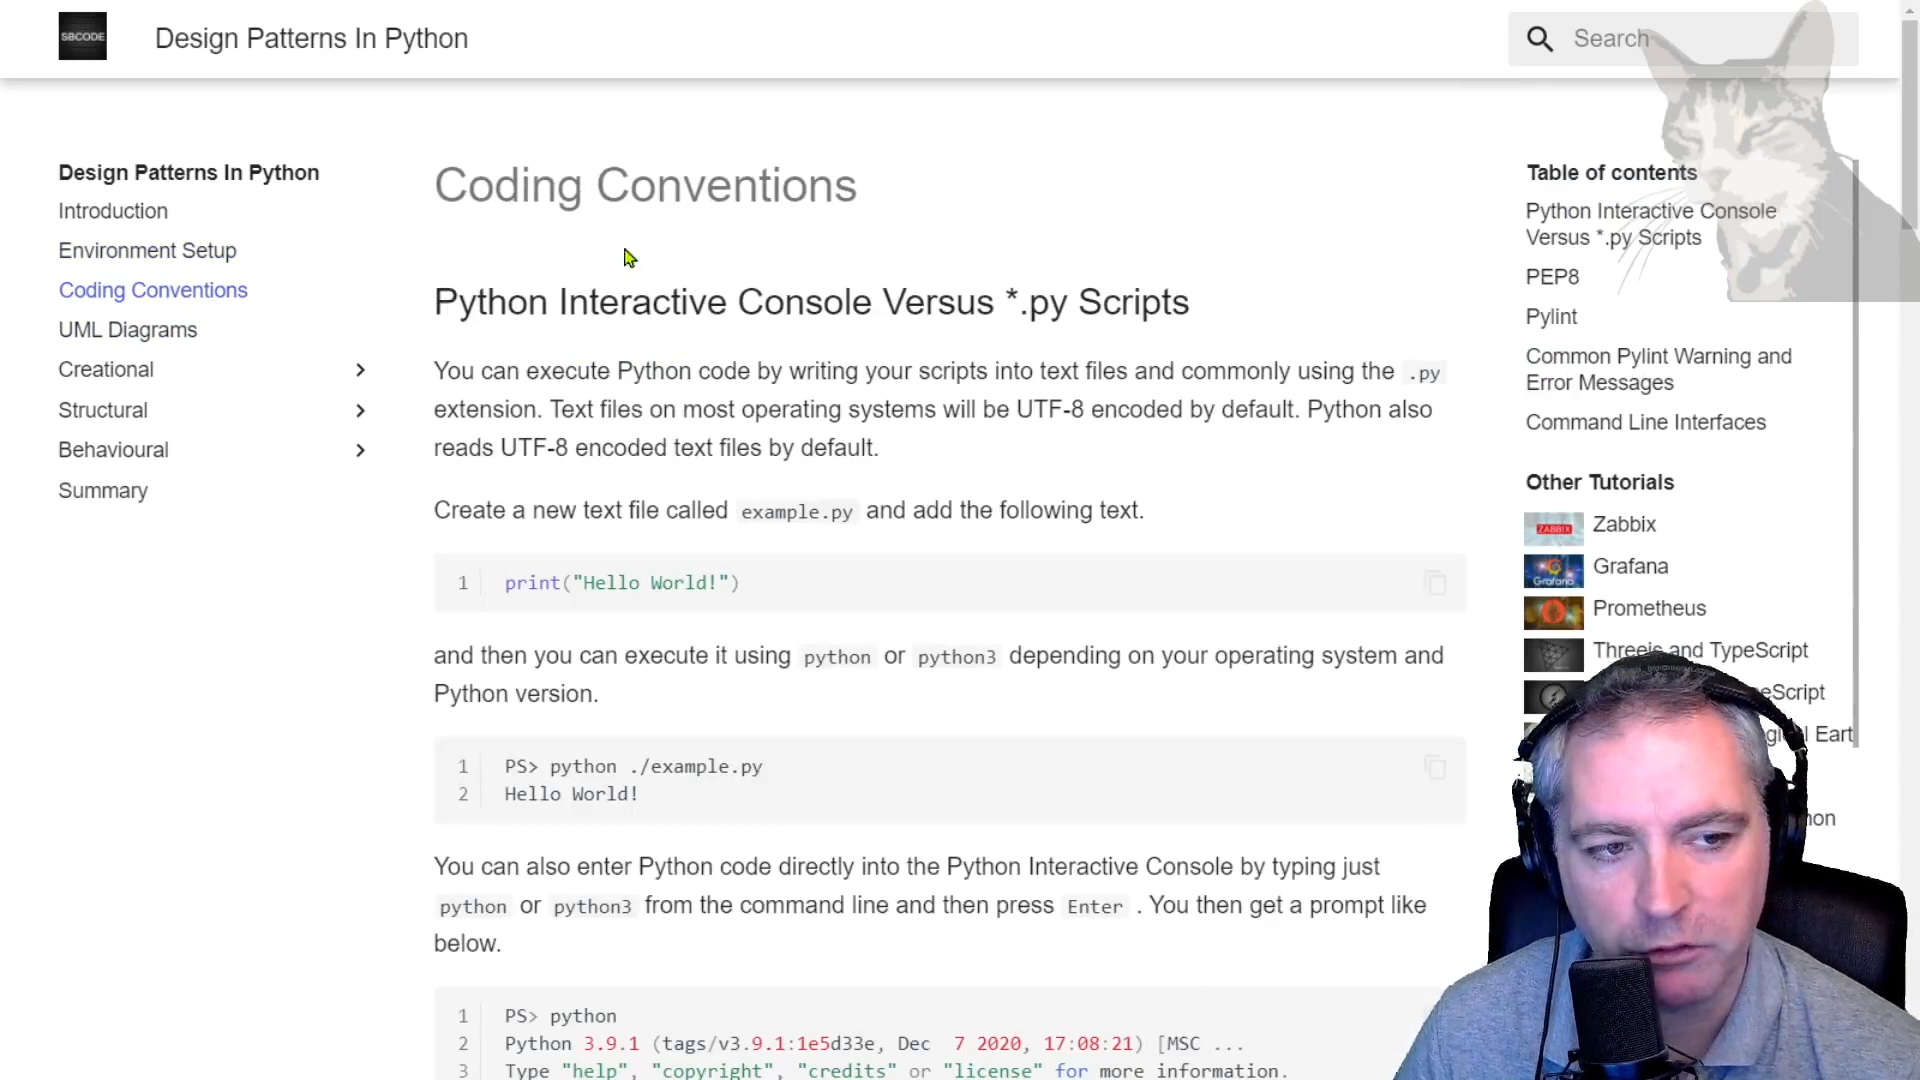 SBCODE
Design Patterns In Python
Search
Design Patterns In Python
Introduction
Environment Setup
Coding Conventions
UML Diagrams
Creational
Structural
Behavioural
Summary
Coding Conventions
Python Interactive Console Versus *.py Scripts
You can execute Python code by writing your scripts into text files and commonly using the .py
extension. Text files on most operating systems will be UTF-8 encoded by default. Python also
reads UTF-8 encoded text files by default.
Create a new text file called example.py and add the following text.
1 print("Hello World!")
and then you can execute it using python or python3 depending on your operating system and
Python version.
1 PS> python ./example.py
2 Hello World!
You can also enter Python code directly into the Python Interactive Console by typing just
python or python3 from the command line and then press Enter . You then get a prompt like
below.
1 PS> python
2 Python 3.9.1 (tags/v3.9.1:1e5d33e, Dec 7 2020, 17:08:21) [MSC ...
3 Type "help", "copyright", "credits" or "license" for more information.
Table of contents
Python Interactive Console
Versus *.py Scripts
PEP8
Pylint
Common Pylint Warning and
Error Messages
Command Line Interfaces
Other Tutorials
ZABBIX
Zabbix
Grafana
Grafana
Prometheus
Threejs and TypeScript
eScript